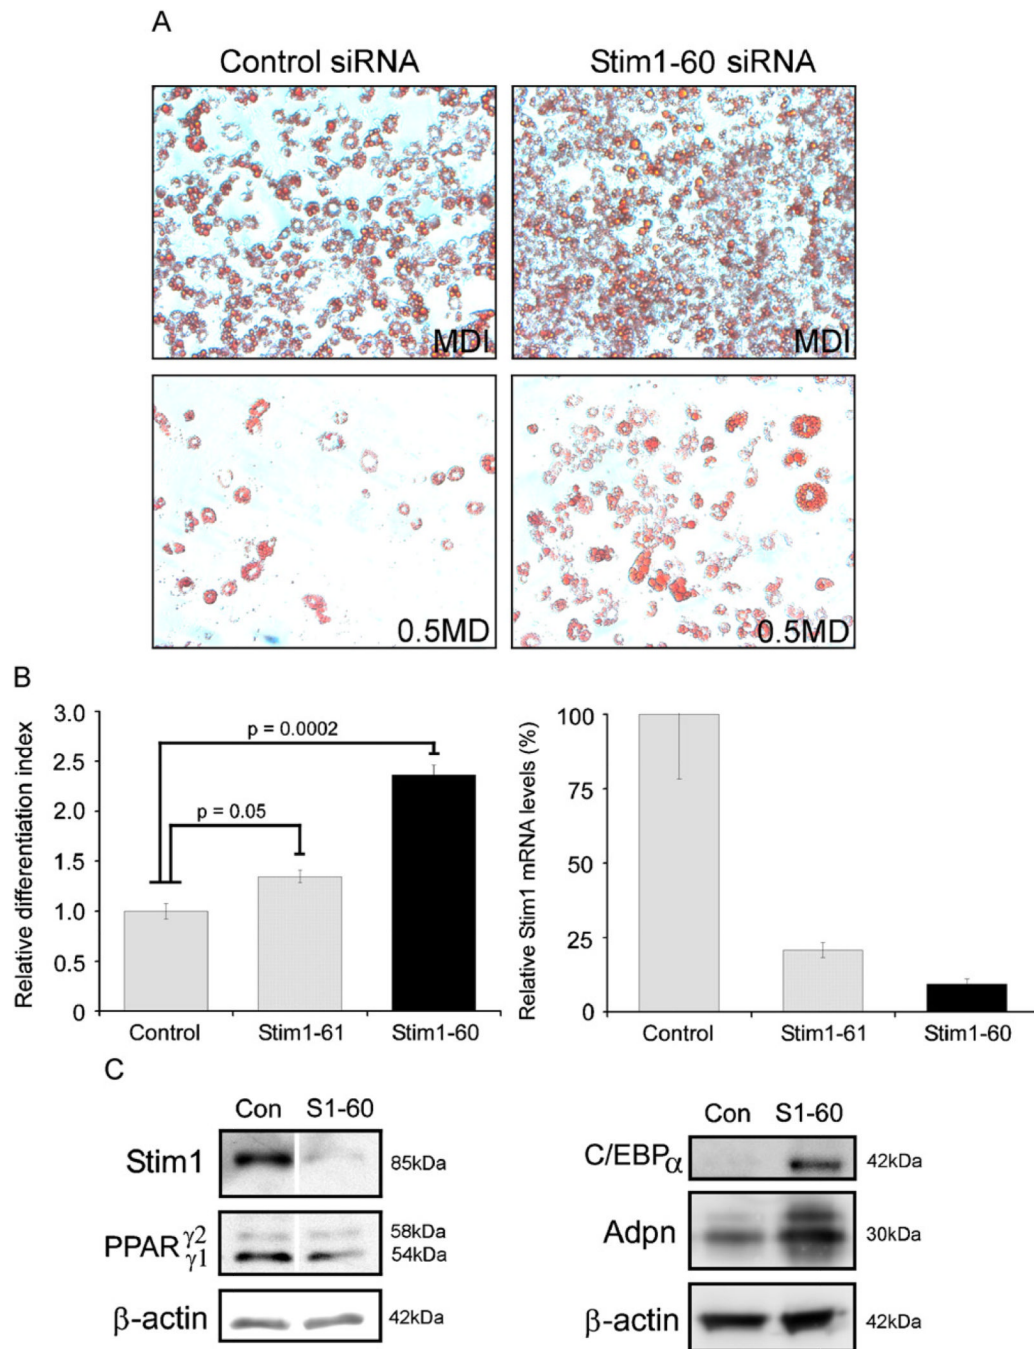 A
Control siRNA
Stim1-60 siRNA
MDI
MDI
0.5MD
0.5MD
B
Relative differentiation index
3.0
2.5
2.0
1.5
1.0
0.5
0
p = 0.0002
p = 0.05
Control
Stim1-61
Stim1-60
Relative Stim1 mRNA levels (%)
100
75
50
25
0
Control
Stim1-61
Stim1-60
C
Con S1-60
Stim1
85kDa
PPAR γ2
γ1
58kDa
54kDa
β-actin
42kDa
Con S1-60
C/EBPα
42kDa
Adpn
30kDa
β-actin
42kDa